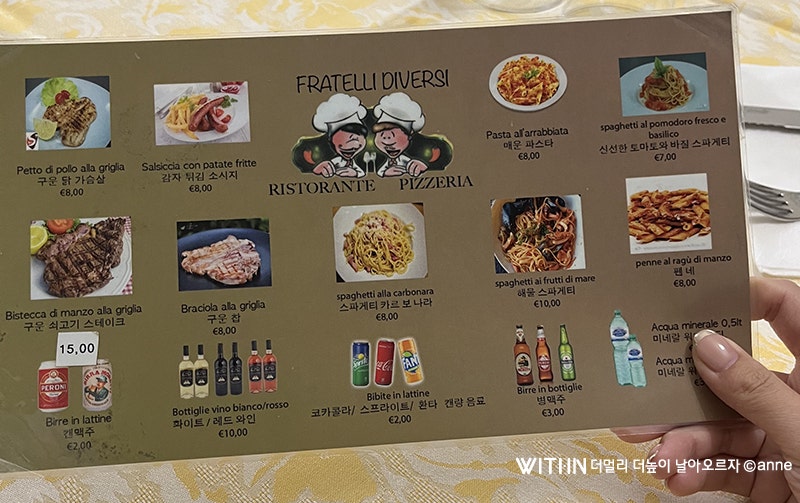 FRATELLI DIVERSI
RISTORANTE PIZZERIA
Petto di pollo alla griglia
구운 닭 가슴살
€8,00
Salsiccia con patate fritte
감자 튀김 소시지
€8,00
Pasta all'arrabbiata
매운 파스타
€8,00
spaghetti al pomodoro fresco e
basilico
신선한 토마토와 바질 스파게티
€7,00
Bistecca di manzo alla griglia
구운 쇠고기 스테이크
15,00
Braciola alla griglia
구운 찹
€8,00
spaghetti alla carbonara
스파게티 카르 보 나라
€8,00
spaghetti ai frutti di mare
해물 스파게티
€10,00
penne al ragù di manzo
펜 네
€8,00
PERONI
Birre in lattine
캔맥주
€2,00
Bottiglie vino bianco/rosso
화이트/ 레드 와인
€10,00
Bibite in lattine
코카콜라/ 스프라이트/ 환타 캔량 음료
€2,00
Birre in bottiglie
병맥주
€3,00
Acqua minerale 0,5lt
미네랄
Acqua
미네랄
WITIIN 더멀리 더높이 날아오르자 ©anne